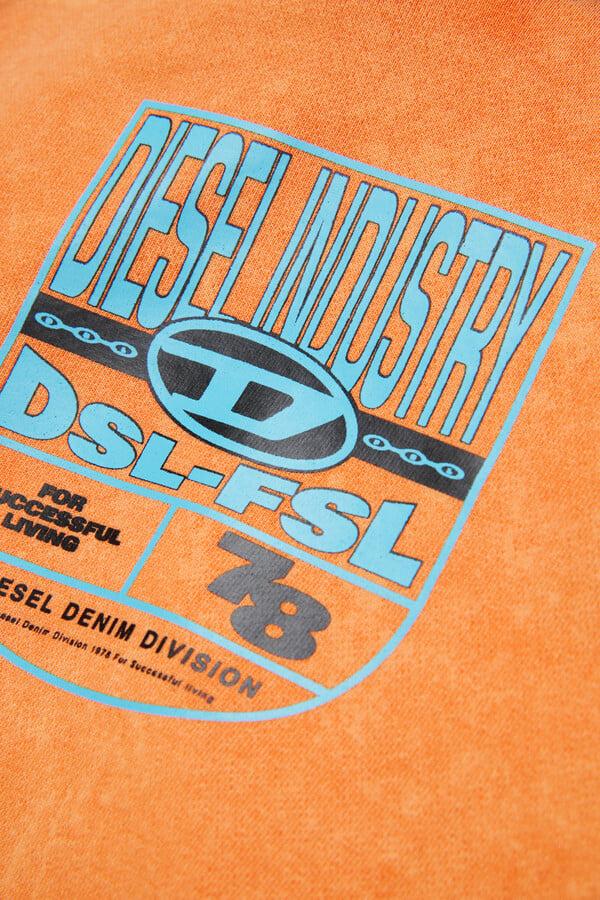 DIESEL INDUSTRY
D
DSL-FSL
FOR
SUCCESSFUL
LIVING
78
DIESEL DENIM DIVISION
Diesel Denim Division 1978 For Successful living